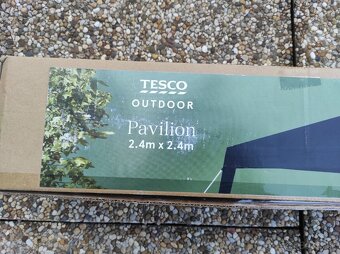 TESCO
OUTDOOR
Pavilion
2.4m x 2.4m